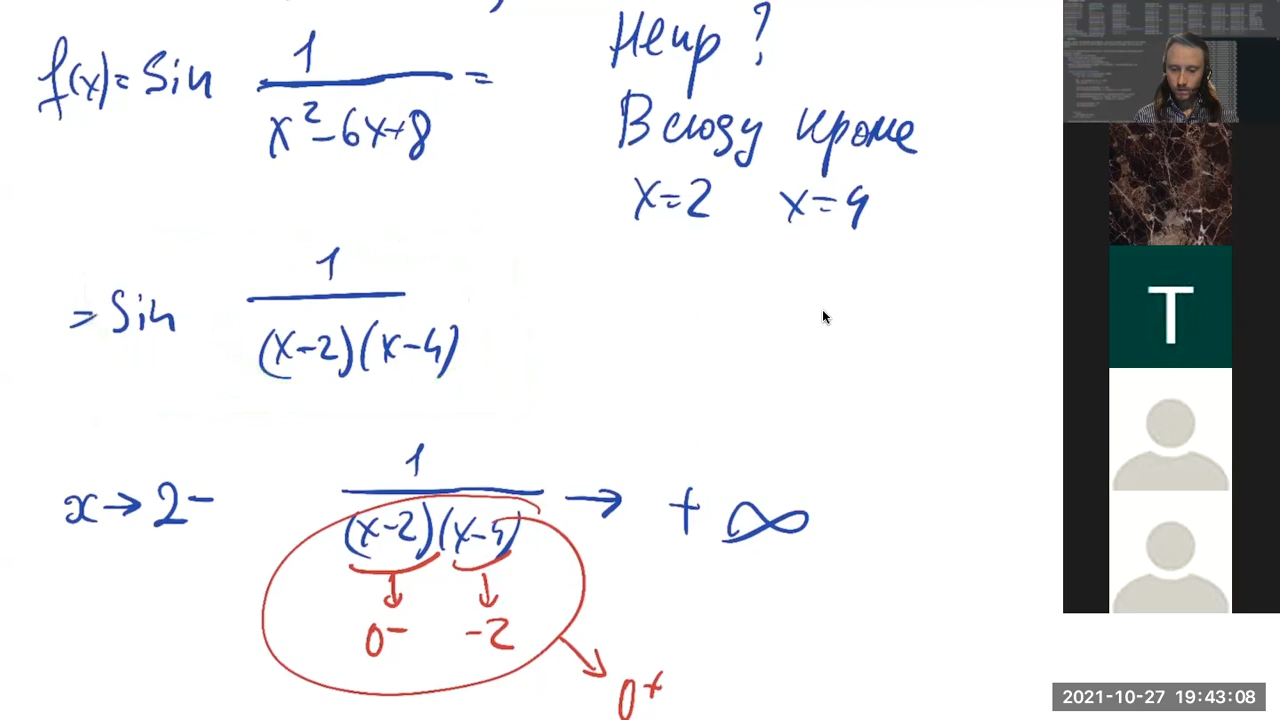 f(x) = Sin 1/(x²-6x+8) =
Непр ?
Всюду кроме
x=2 x=4
= Sin 1/((x-2)(x-4))
x → 2- 1/((x-2)(x-4)) → +∞
0- -2
0+
T
2021-10-27 19:43:08